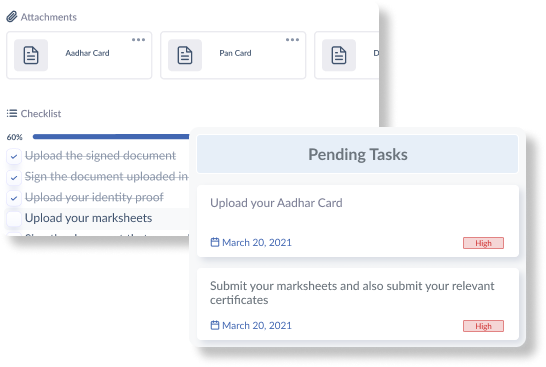 Attachments
Aadhar Card
Pan Card
D
Checklist
60%
Upload the signed document
Sign the document uploaded in
Upload your identity proof
Upload your marksheets
Pending Tasks
Upload your Aadhar Card
March 20, 2021
High
Submit your marksheets and also submit your relevant
certificates
March 20, 2021
High